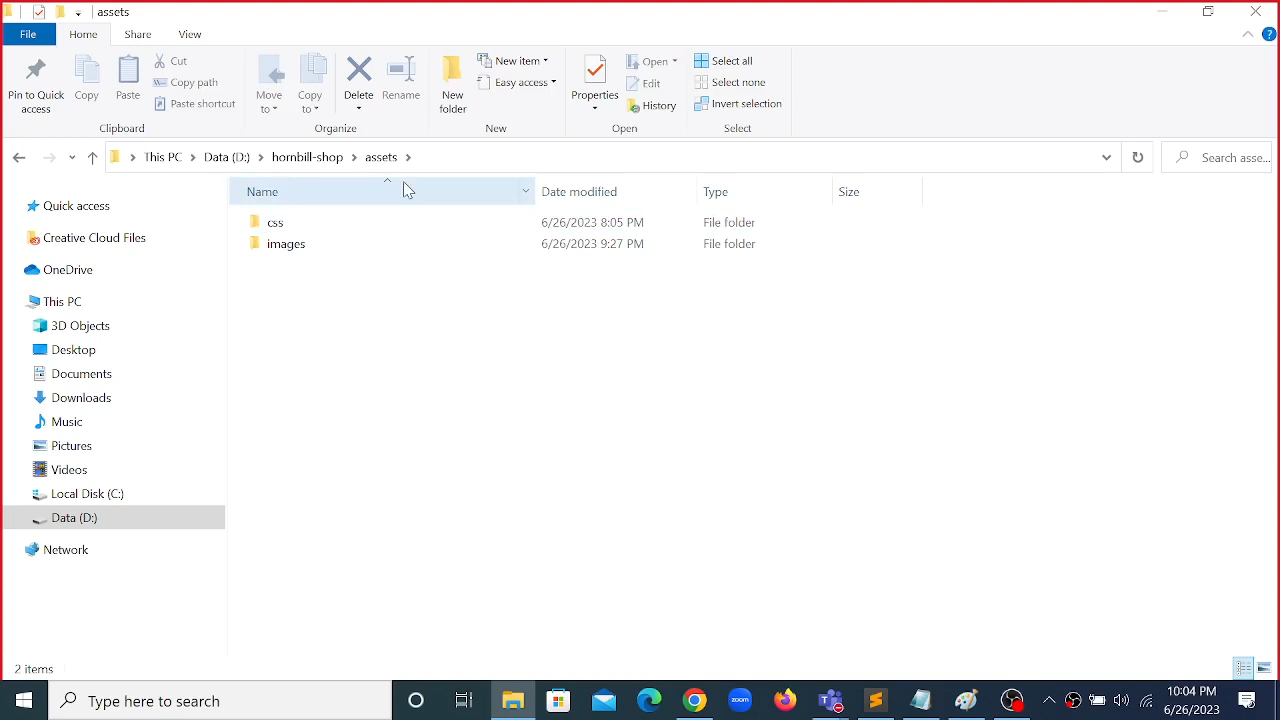 assets
File Home Share View
Pin to Quick access
Copy
Paste
Cut
Copy path
Paste shortcut
Clipboard
Move to
Copy to
Delete
Rename
Organize
New folder
New item
Easy access
New
Properties
Open
Edit
History
Open
Select all
Select none
Invert selection
Select
This PC Data (D:) hornbill-shop assets
Search asse...
Name Date modified Type Size
css 6/26/2023 8:05 PM File folder
images 6/26/2023 9:27 PM File folder
Quick access
Creative Cloud Files
OneDrive
This PC
3D Objects
Desktop
Documents
Downloads
Music
Pictures
Videos
Local Disk (C:)
Data (D:)
Network
2 items
Type here to search
zoom
10:04 PM
6/26/2023